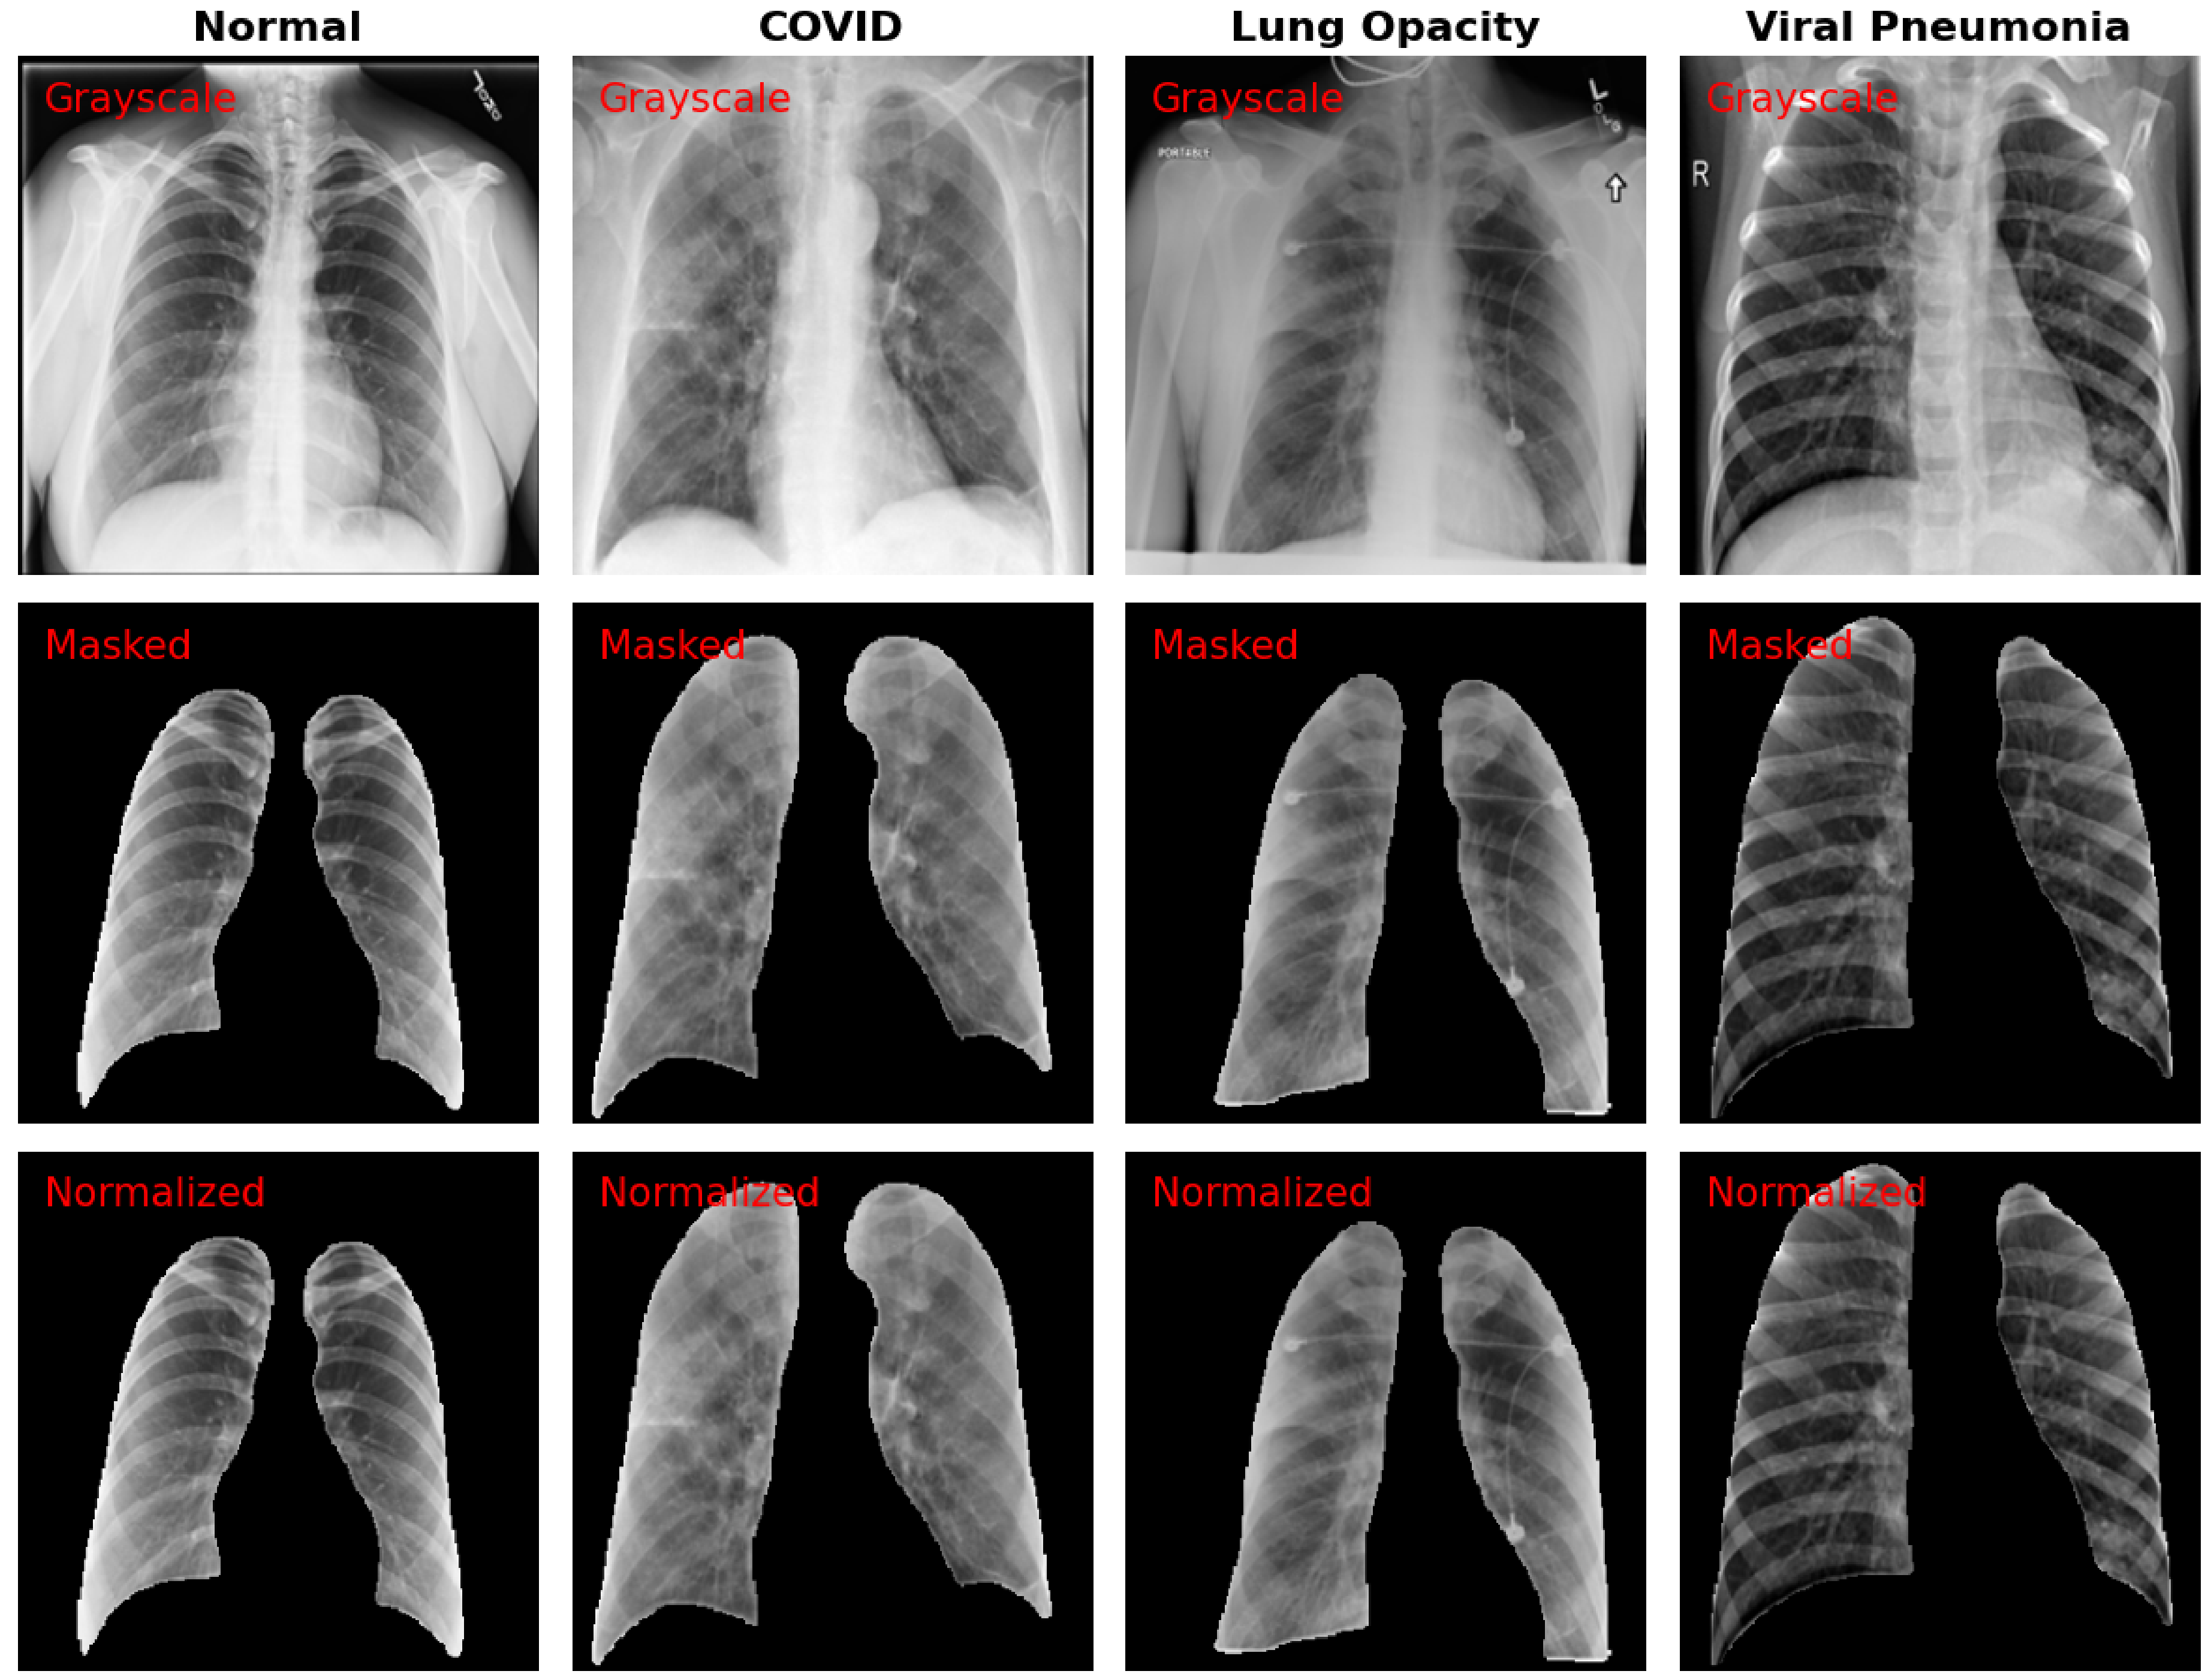 Normal
COVID
Lung Opacity
Viral Pneumonia
Grayscale
Grayscale
Grayscale
Grayscale
L
PORTABLE
L
R
Masked
Masked
Masked
Masked
Normalized
Normalized
Normalized
Normalized